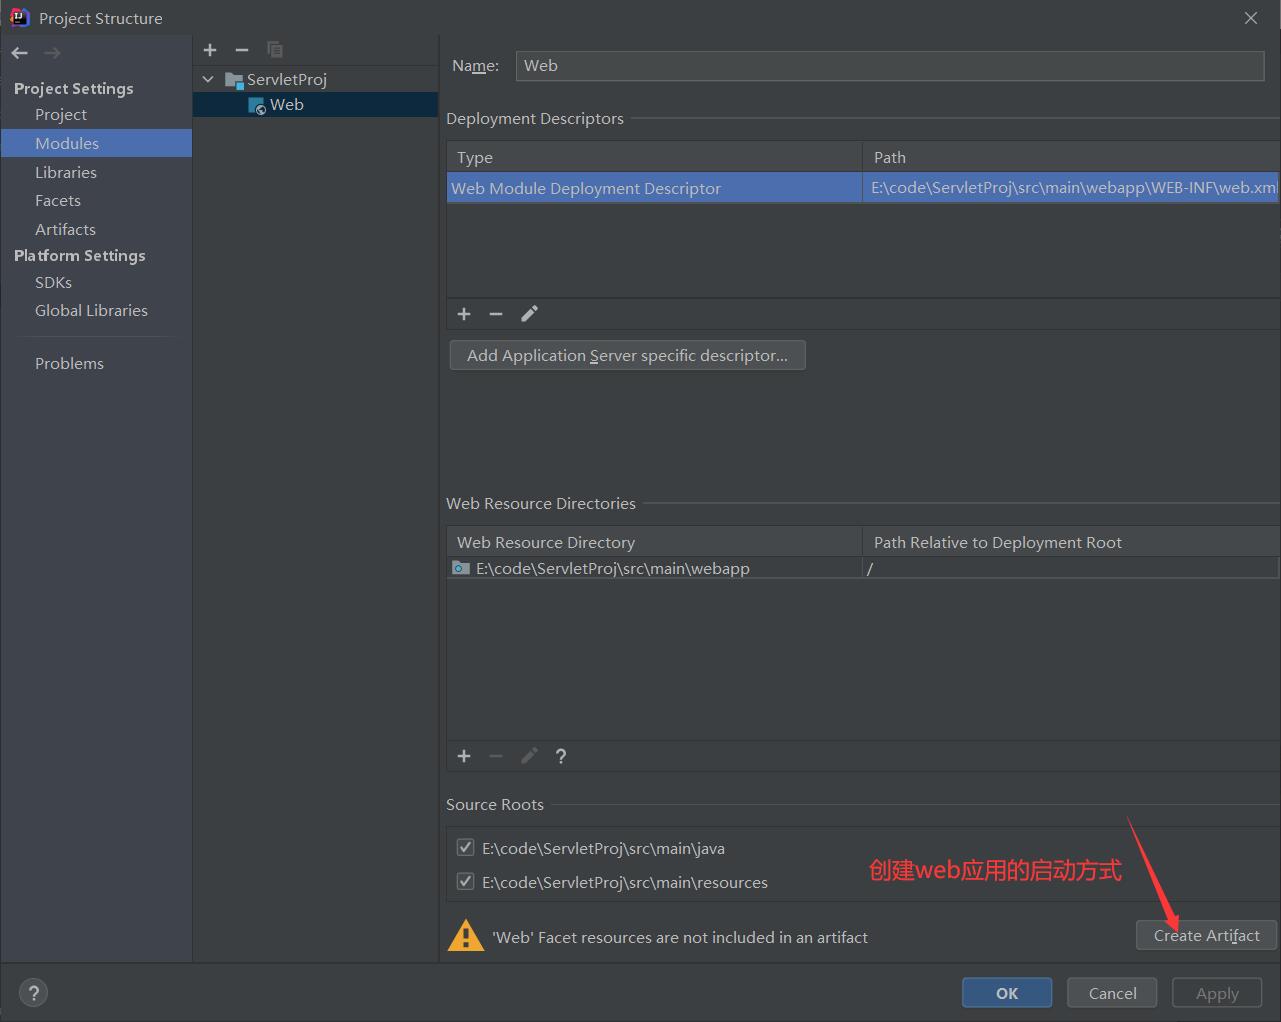 Project Structure
Project Settings
Project
Modules
Libraries
Facets
Artifacts
Platform Settings
SDKs
Global Libraries
Problems
ServletProj
Web
Name: Web
Deployment Descriptors
Type Path
Web Module Deployment Descriptor E:\code\ServletProj\src\main\webapp\WEB-INF\web.xm
Add Application Server specific descriptor...
Web Resource Directories
Web Resource Directory Path Relative to Deployment Root
E:\code\ServletProj\src\main\webapp /
?
Source Roots
E:\code\ServletProj\src\main\java
E:\code\ServletProj\src\main\resources
创建web应用的启动方式
'Web' Facet resources are not included in an artifact
Create Artifact
?
OK Cancel Apply